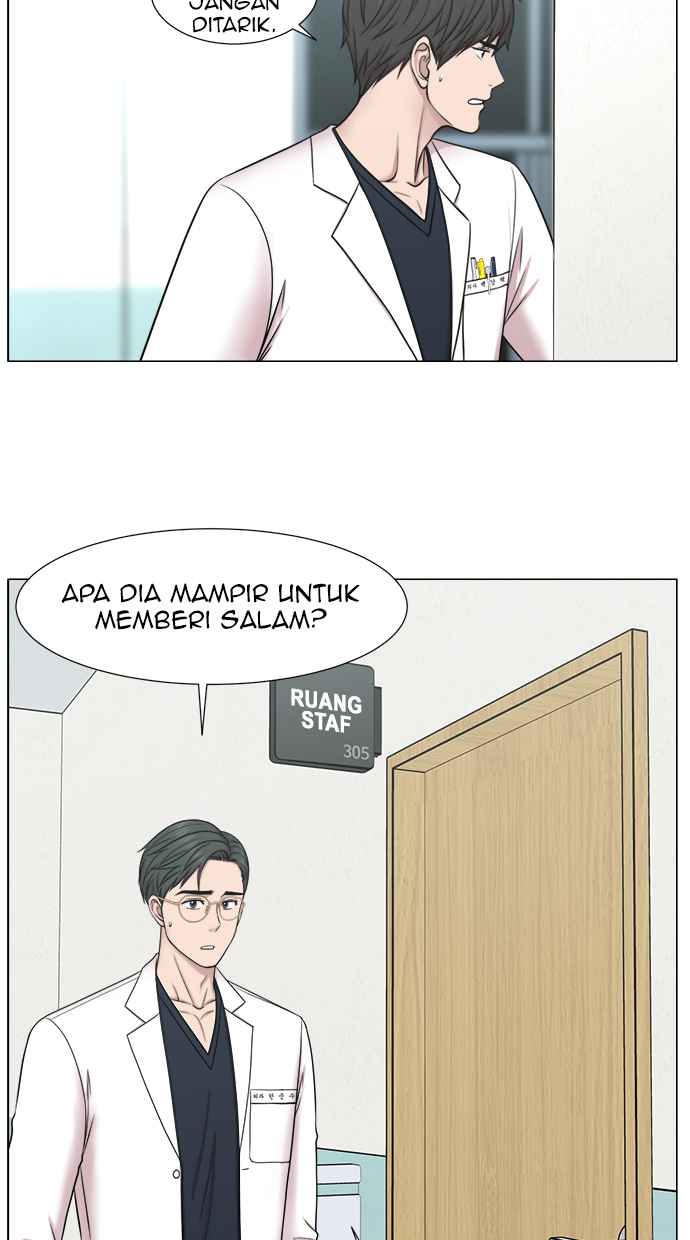 JANGAN
DITARIK.
APA DIA MAMPIR UNTUK
MEMBERI SALAM?
RUANG
STAF
305